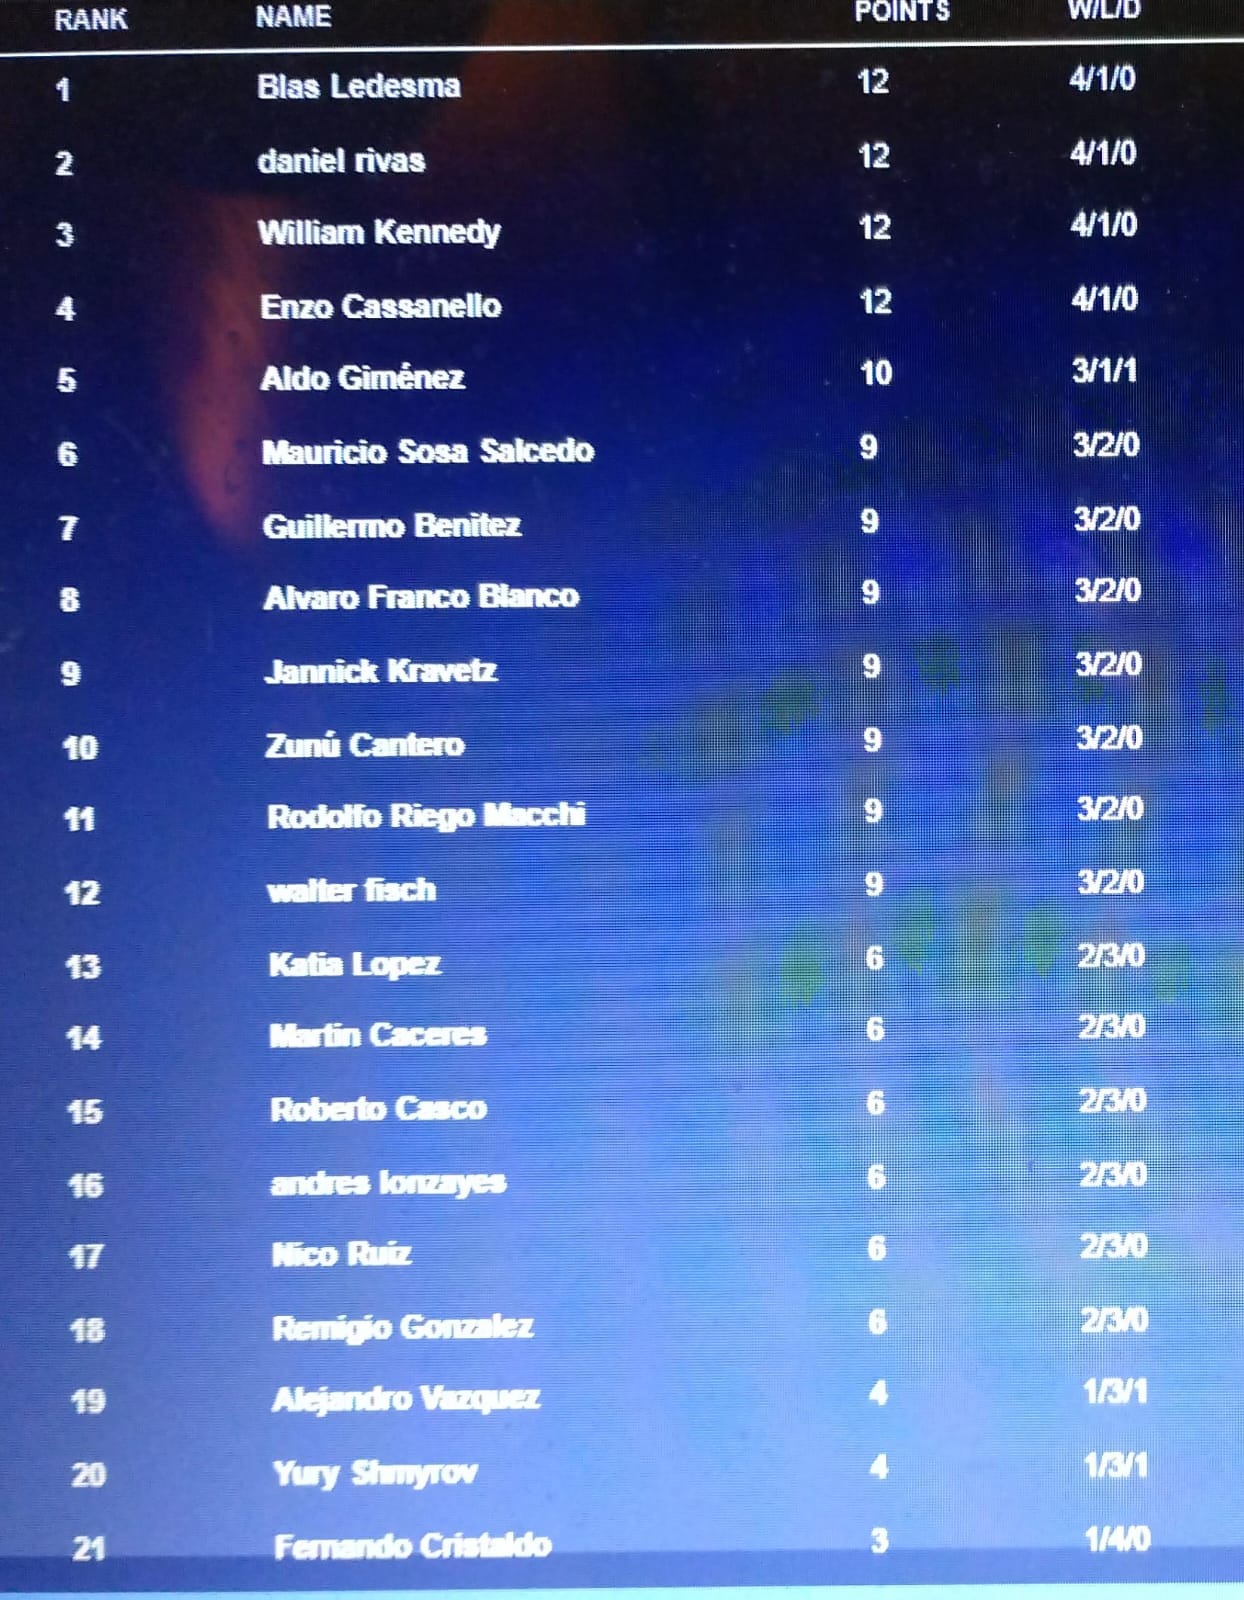 RANK NAME POINTS W/L/D
1 Blas Ledesma 12 4/1/0
2 daniel rivas 12 4/1/0
3 William Kennedy 12 4/1/0
4 Enzo Cassanello 12 4/1/0
5 Aldo Giménez 10 3/1/1
6 Mauricio Sosa Salcedo 9 3/2/0
7 Guillermo Benitez 9 3/2/0
8 Alvaro Franco Blanco 9 3/2/0
9 Jannick Kravetz 9 3/2/0
10 Zunú Cantero 9 3/2/0
11 Rodolfo Riego Macchi 9 3/2/0
12 walter fisch 9 3/2/0
13 Katia Lopez 6 2/3/0
14 Martin Caceres 6 2/3/0
15 Roberto Casco 6 2/3/0
16 andres lonzayes 6 2/3/0
17 Nico Ruiz 6 2/3/0
18 Remigio Gonzalez 6 2/3/0
19 Alejandro Vazquez 4 1/3/1
20 Yury Shmyrov 4 1/3/1
21 Fernando Cristaldo 3 1/4/0